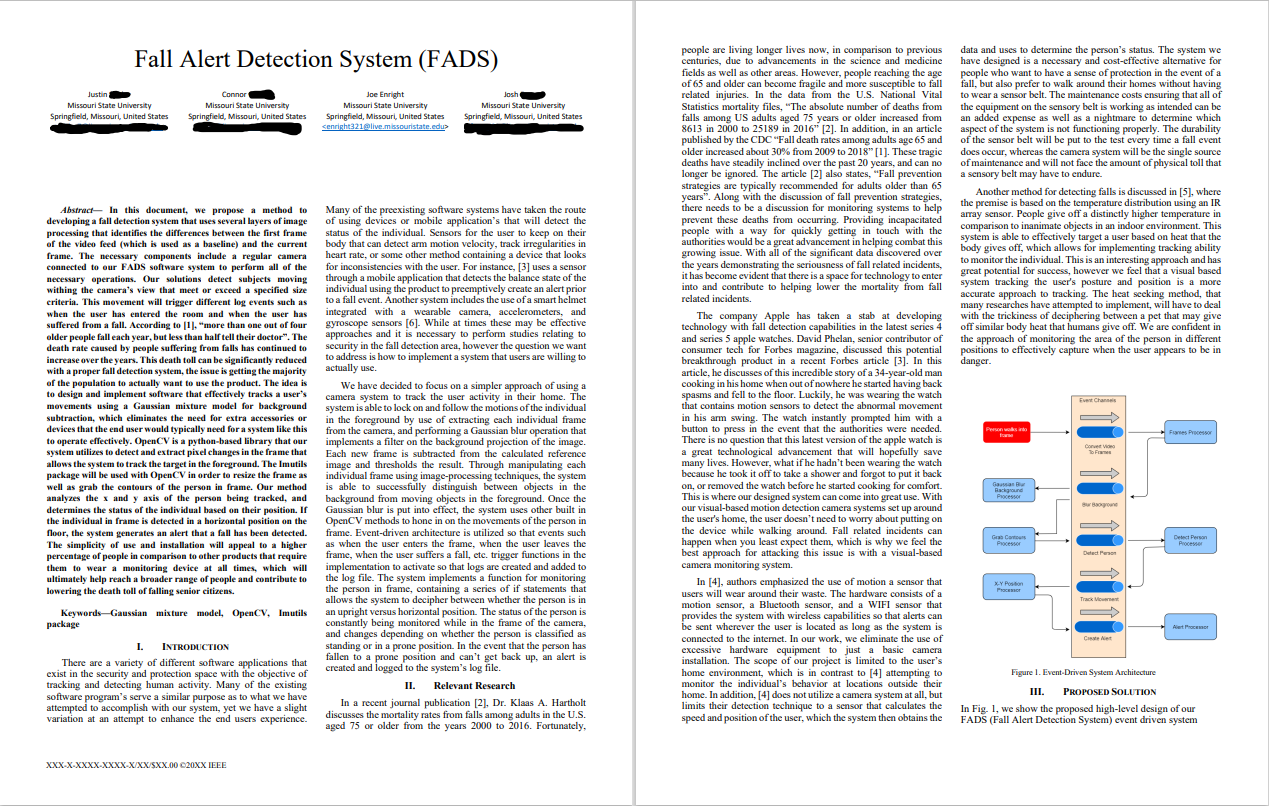 Fall Alert Detection System (FADS)
Justin
Missouri State University
Springfield, Missouri, United States
Connor
Missouri State University
Springfield, Missouri, United States
Joe Enright
Missouri State University
Springfield, Missouri, United States
<enright321@live.missouristate.edu>
Josh
Missouri State University
Springfield, Missouri, United States
Abstract— In this document, we propose a method to
developing a fall detection system that uses several layers of image
processing that identifies the differences between the first frame
of the video feed (which is used as a baseline) and the current
frame. The necessary components include a regular camera
connected to our FADS software system to perform all of the
necessary operations. Our solutions detect subjects moving
withing the camera's view that meet or exceed a specified size
criteria. This movement will trigger different log events such as
when the user has entered the room and when the user has
suffered from a fall. According to [1], “more than one out of four
older people fall each year, but less than half tell their doctor”. The
death rate caused by people suffering from falls has continued to
increase over the years. This death toll can be significantly reduced
with a proper fall detection system, the issue is getting the majority
of the population to actually want to use the product. The idea is
to design and implement software that effectively tracks a user's
movements using a Gaussian mixture model for background
subtraction, which eliminates the need for extra accessories or
devices that the end user would typically need for a system like this
to operate effectively. OpenCV is a python-based library that our
system utilizes to detect and extract pixel changes in the frame that
allows the system to track the target in the foreground. The Imutils
package will be used with OpenCV in order to resize the frame as
well as grab the contours of the person in frame. Our method
analyzes the x and y axis of the person being tracked, and
determines the status of the individual based on their position. If
the individual in frame is detected in a horizontal position on the
floor, the system generates an alert that a fall has been detected.
The simplicity of use and installation will appeal to a higher
percentage of people in comparison to other products that require
them to wear a monitoring device at all times, which will
ultimately help reach a broader range of people and contribute to
lowering the death toll of falling senior citizens.
Keywords—Gaussian mixture model, OpenCV, Imutils
package
I. INTRODUCTION
There are a variety of different software applications that
exist in the security and protection space with the objective of
tracking and detecting human activity. Many of the existing
software program's serve a similar purpose as to what we have
attempted to accomplish with our system, yet we have a slight
variation at an attempt to enhance the end users experience.
Many of the preexisting software systems have taken the route
of using devices or mobile application's that will detect the
status of the individual. Sensors for the user to keep on their
body that can detect arm motion velocity, track irregularities in
heart rate, or some other method containing a device that looks
for inconsistencies with the user. For instance, [3] uses a sensor
through a mobile application that detects the balance state of the
individual using the product to preemptively create an alert prior
to a fall event. Another system includes the use of a smart helmet
integrated with a wearable camera, accelerometers, and
gyroscope sensors [6]. While at times these may be effective
approaches and it is necessary to perform studies relating to
security in the fall detection area, however the question we want
to address is how to implement a system that users are willing to
actually use.
We have decided to focus on a simpler approach of using a
camera system to track the user activity in their home. The
system is able to lock on and follow the motions of the individual
in the foreground by use of extracting each individual frame
from the camera, and performing a Gaussian blur operation that
implements a filter on the background projection of the image.
Each new frame is subtracted from the calculated reference
image and thresholds the result. Through manipulating each
individual frame using image-processing techniques, the system
is able to successfully distinguish between objects in the
background from moving objects in the foreground. Once the
Gaussian blur is put into effect, the system uses other built in
OpenCV methods to hone in on the movements of the person in
frame. Event-driven architecture is utilized so that events such
as when the user enters the frame, when the user leaves the
frame, when the user suffers a fall, etc. trigger functions in the
implementation to activate so that logs are created and added to
the log file. The system implements a function for monitoring
the person in frame, containing a series of if statements that
allows the system to decipher between whether the person is in
an upright versus horizontal position. The status of the person is
constantly being monitored while in the frame of the camera,
and changes depending on whether the person is classified as
standing or in a prone position. In the event that the person has
fallen to a prone position and can't get back up, an alert is
created and logged to the system's log file.
II. Relevant Research
In a recent journal publication [2], Dr. Klaas A. Hartholt
discusses the mortality rates from falls among adults in the U.S.
aged 75 or older from the years 2000 to 2016. Fortunately,
XXX-X-XXXX-XXXX-X/XX/$XX.00 ©20XX IEEE
people are living longer lives now, in comparison to previous
centuries, due to advancements in the science and medicine
fields as well as other areas. However, people reaching the age
of 65 and older can become fragile and more susceptible to fall
related injuries. In the data from the U.S. National Vital
Statistics mortality files, “The absolute number of deaths from
falls among US adults aged 75 years or older increased from
8613 in 2000 to 25189 in 2016” [2]. In addition, in an article
published by the CDC “Fall death rates among adults age 65 and
older increased about 30% from 2009 to 2018” [1]. These tragic
deaths have steadily inclined over the past 20 years, and can no
longer be ignored. The article [2] also states, “Fall prevention
strategies are typically recommended for adults older than 65
years”. Along with the discussion of fall prevention strategies,
there needs to be a discussion for monitoring systems to help
prevent these deaths from occurring. Providing incapacitated
people with a way for quickly getting in touch with the
authorities would be a great advancement in helping combat this
growing issue. With all of the significant data discovered over
the years demonstrating the seriousness of fall related incidents,
it has become evident that there is a space for technology to enter
into and contribute to helping lower the mortality from fall
related incidents.
The company Apple has taken a stab at developing
technology with fall detection capabilities in the latest series 4
and series 5 apple watches. David Phelan, senior contributor of
consumer tech for Forbes magazine, discussed this potential
breakthrough product in a recent Forbes article [3]. In this
article, he discusses of this incredible story of a 34-year-old man
cooking in his home when out of nowhere he started having back
spasms and fell to the floor. Luckily, he was wearing the watch
that contains motion sensors to detect the abnormal movement
in his arm swing. The watch instantly prompted him with a
button to press in the event that the authorities were needed.
There is no question that this latest version of the apple watch is
a great technological advancement that will hopefully save
many lives. However, what if he hadn't been wearing the watch
because he took it off to take a shower and forgot to put it back
on, or removed the watch before he started cooking for comfort.
This is where our designed system can come into great use. With
our visual-based motion detection camera systems set up around
the user's home, the user doesn't need to worry about putting on
the device while walking around. Fall related incidents can
happen when you least expect them, which is why we feel the
best approach for attacking this issue is with a visual-based
camera monitoring system.
In [4], authors emphasized the use of motion a sensor that
users will wear around their waste. The hardware consists of a
motion sensor, a Bluetooth sensor, and a WIFI sensor that
provides the system with wireless capabilities so that alerts can
be sent wherever the user is located as long as the system is
connected to the internet. In our work, we eliminate the use of
excessive hardware equipment to just a basic camera
installation. The scope of our project is limited to the user's
home environment, which is in contrast to [4] attempting to
monitor the individual's behavior at locations outside their
home. In addition, [4] does not utilize a camera system at all, but
limits their detection technique to a sensor that calculates the
speed and position of the user, which the system then obtains the
data and uses to determine the person's status. The system we
have designed is a necessary and cost-effective alternative for
people who want to have a sense of protection in the event of a
fall, but also prefer to walk around their homes without having
to wear a sensor belt. The maintenance costs ensuring that all of
the equipment on the sensory belt is working as intended can be
an added expense as well as a nightmare to determine which
aspect of the system is not functioning properly. The durability
of the sensor belt will be put to the test every time a fall event
does occur, whereas the camera system will be the single source
of maintenance and will not face the amount of physical toll that
a sensory belt may have to endure.
Another method for detecting falls is discussed in [5], where
the premise is based on the temperature distribution using an IR
array sensor. People give off a distinctly higher temperature in
comparison to inanimate objects in an indoor environment. This
system is able to effectively target a user based on heat that the
body gives off, which allows for implementing tracking ability
to monitor the individual. This is an interesting approach and has
great potential for success, however we feel that a visual based
system tracking the user's posture and position is a more
accurate approach to tracking. The heat seeking method, that
many researches have attempted to implement, will have to deal
with the trickiness of deciphering between a pet that may give
off similar body heat that humans give off. We are confident in
the approach of monitoring the area of the person in different
positions to effectively capture when the user appears to be in
danger.
Event Channels
Person walks into
frame
Frames Processor
Convert Video
To Frames
Gaussian Blur
Background
Processor
Blur Background
Grab Contours
Processor
Detect Person
Processor
Detect Person
X-Y Position
Processor
Track Movement
Alert Processor
Create Alert
Figure 1. Event-Driven System Architecture
III. PROPOSED SOLUTION
In Fig. 1, we show the proposed high-level design of our
FADS (Fall Alert Detection System) event driven system